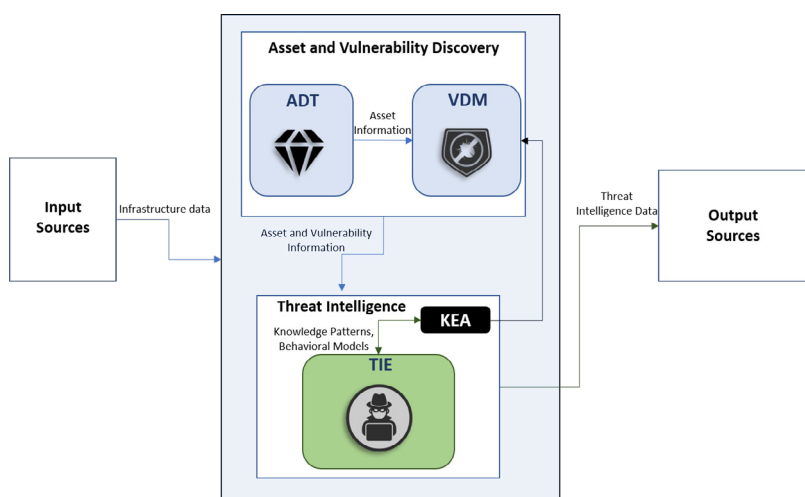 Asset and Vulnerability Discovery
ADT
VDM
Asset
Information
Input
Sources
Infrastructure data
Threat
Intelligence Data
Output
Sources
Asset and Vulnerability
Information
Threat Intelligence
KEA
Knowledge Patterns,
Behavioral Models
TIE